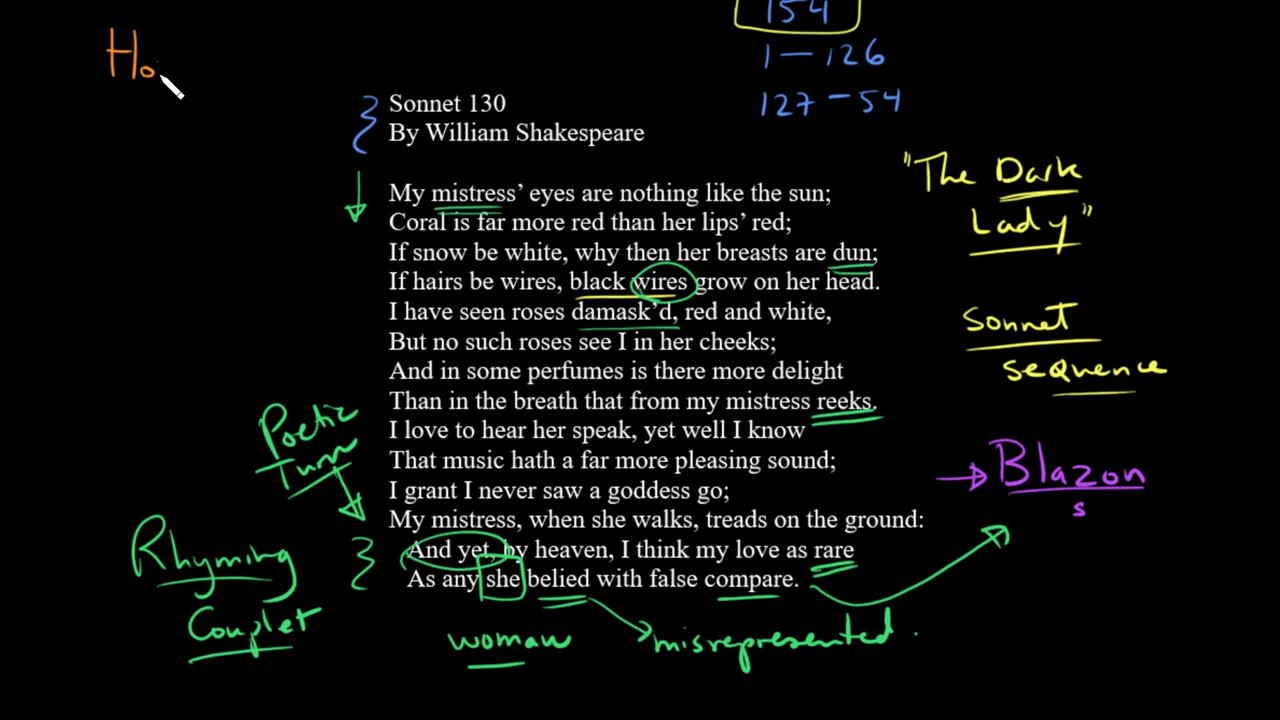 154
Ho
1 – 126
127 – 54
Sonnet 130
By William Shakespeare
My mistress’ eyes are nothing like the sun;
Coral is far more red than her lips’ red;
If snow be white, why then her breasts are dun;
If hairs be wires, black wires grow on her head.
I have seen roses damask’d, red and white,
But no such roses see I in her cheeks;
And in some perfumes is there more delight
Than in the breath that from my mistress reeks.
I love to hear her speak, yet well I know
That music hath a far more pleasing sound;
I grant I never saw a goddess go;
My mistress, when she walks, treads on the ground:
And yet, by heaven, I think my love as rare
As any she belied with false compare.
"The Dark
Lady"
Sonnet
sequence
Blazon
s
Poetic
Turn
Rhyming
Couplet
woman
misrepresented.